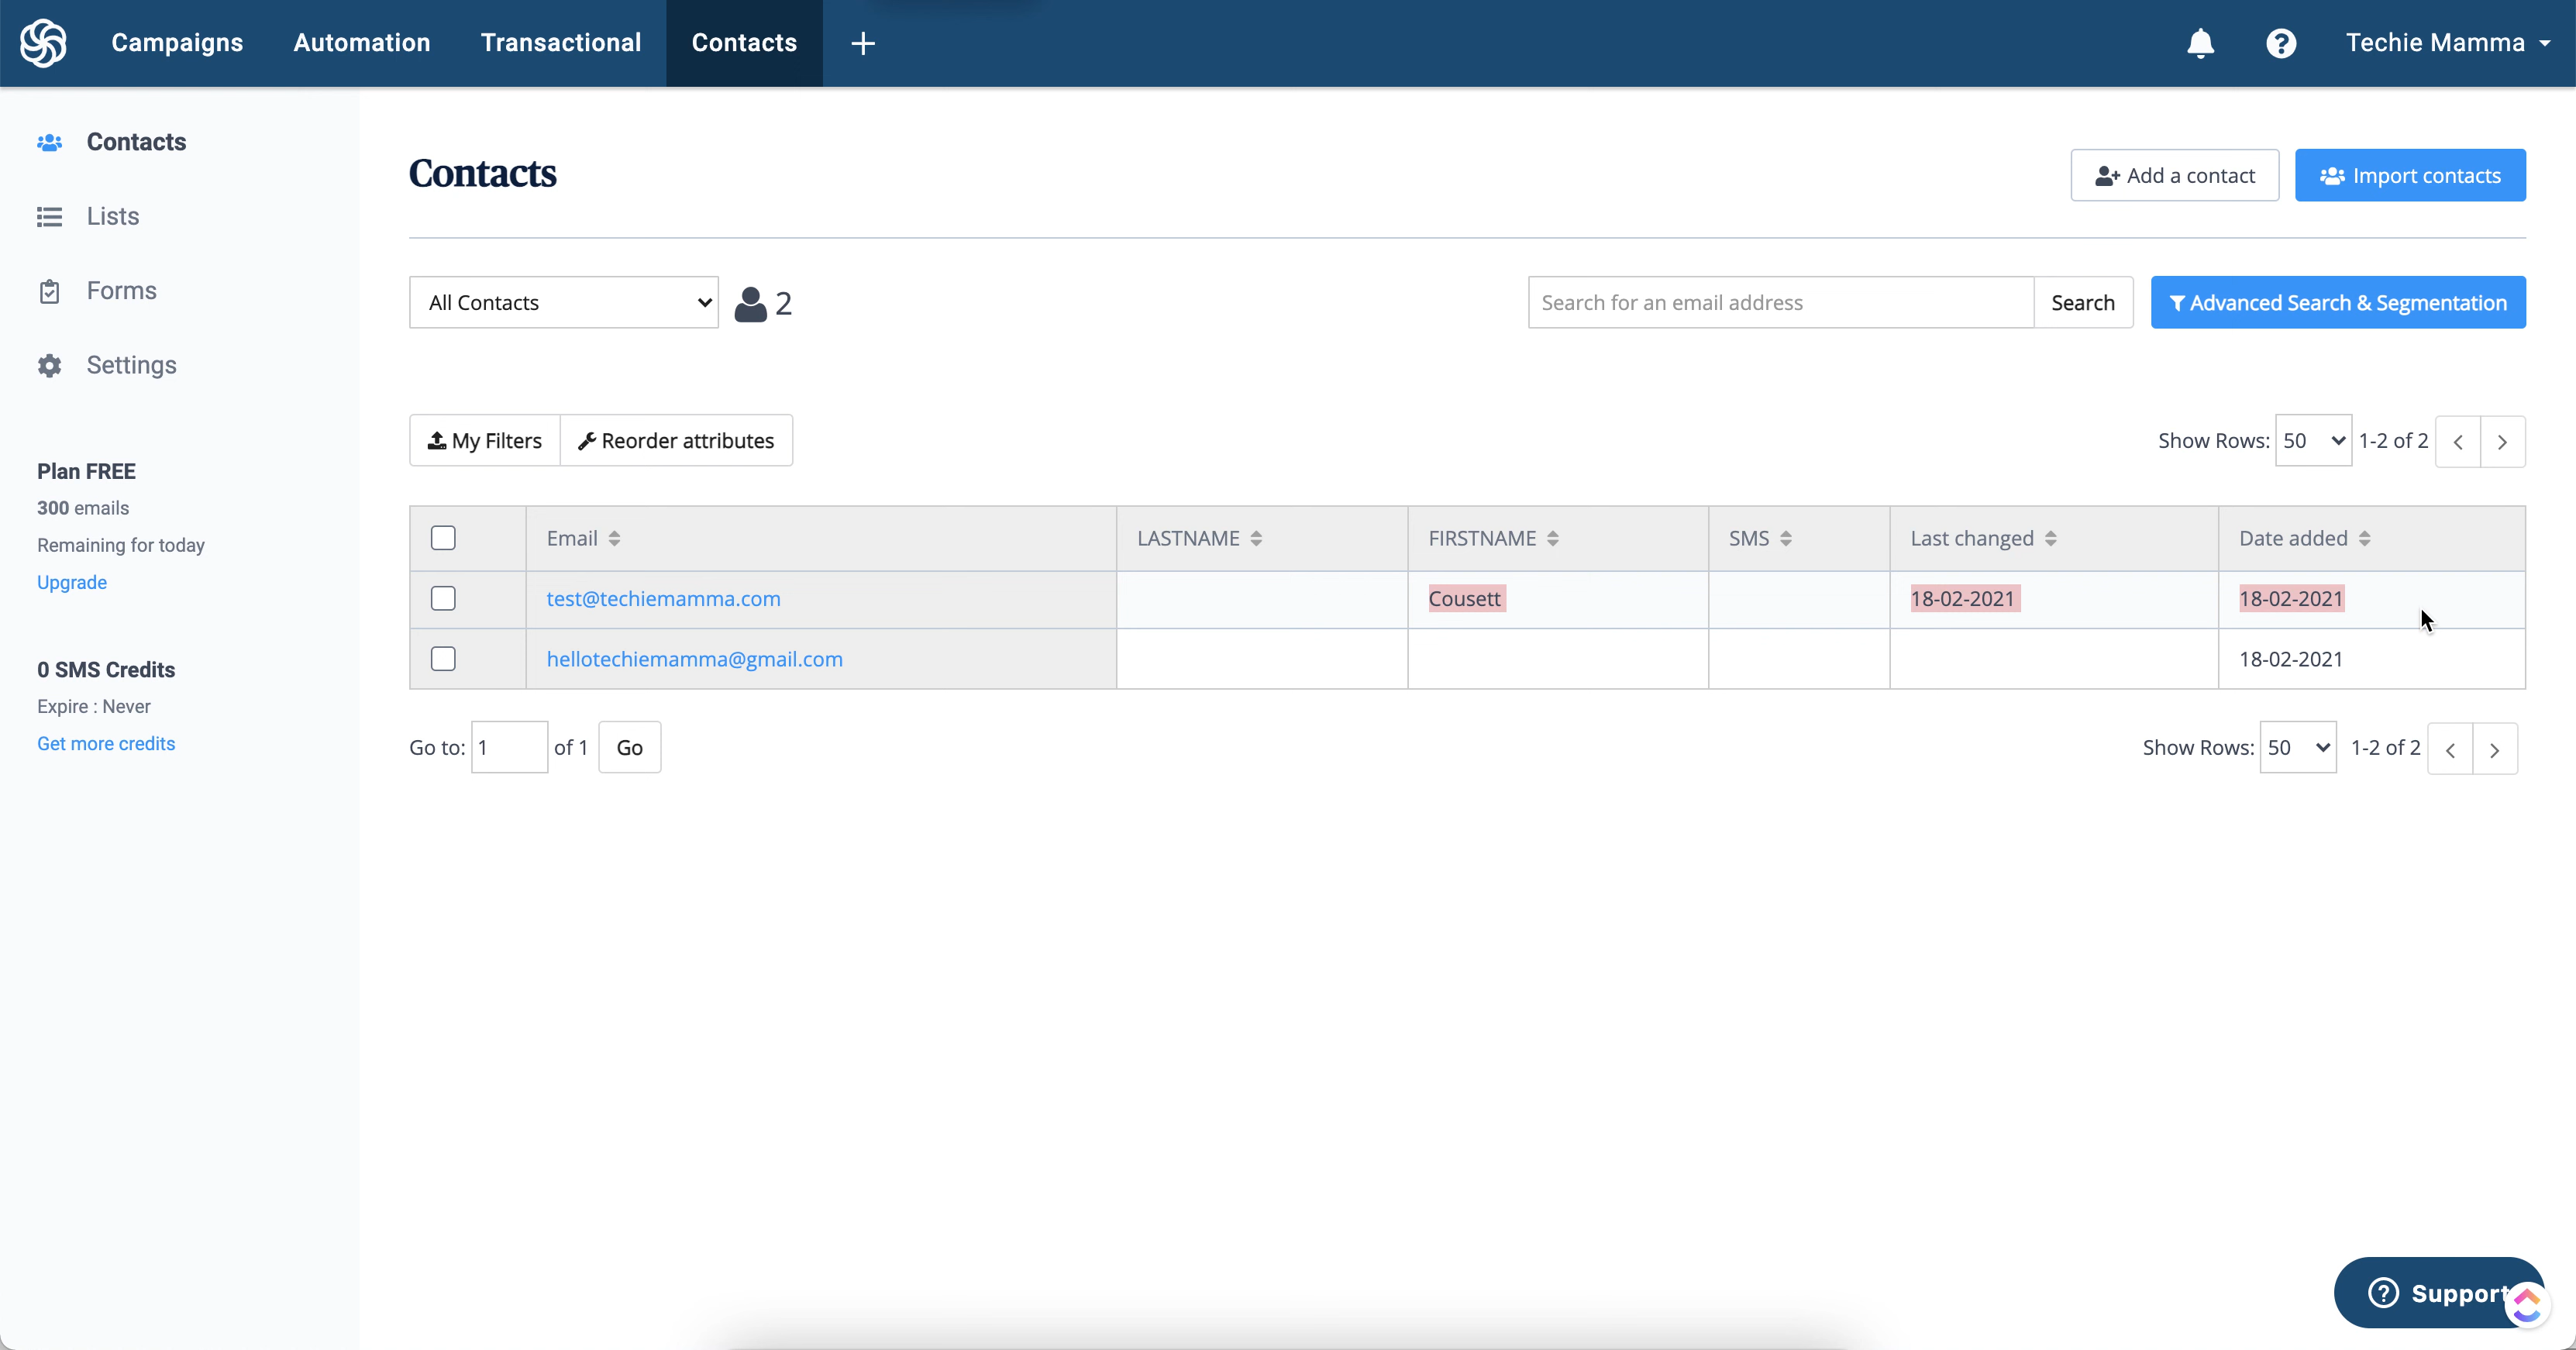 Campaigns Automation Transactional Contacts + Techie Mamma
Contacts
Lists
Forms
Settings
Plan FREE
300 emails
Remaining for today
Upgrade
0 SMS Credits
Expire : Never
Get more credits
Contacts
Add a contact Import contacts
All Contacts 2 Search for an email address Search Advanced Search & Segmentation
My Filters Reorder attributes Show Rows: 50 1-2 of 2
Email LASTNAME FIRSTNAME SMS Last changed Date added
test@techiemamma.com Cousett 18-02-2021 18-02-2021
hellotechiemamma@gmail.com 18-02-2021
Go to: 1 of 1 Go Show Rows: 50 1-2 of 2
Support